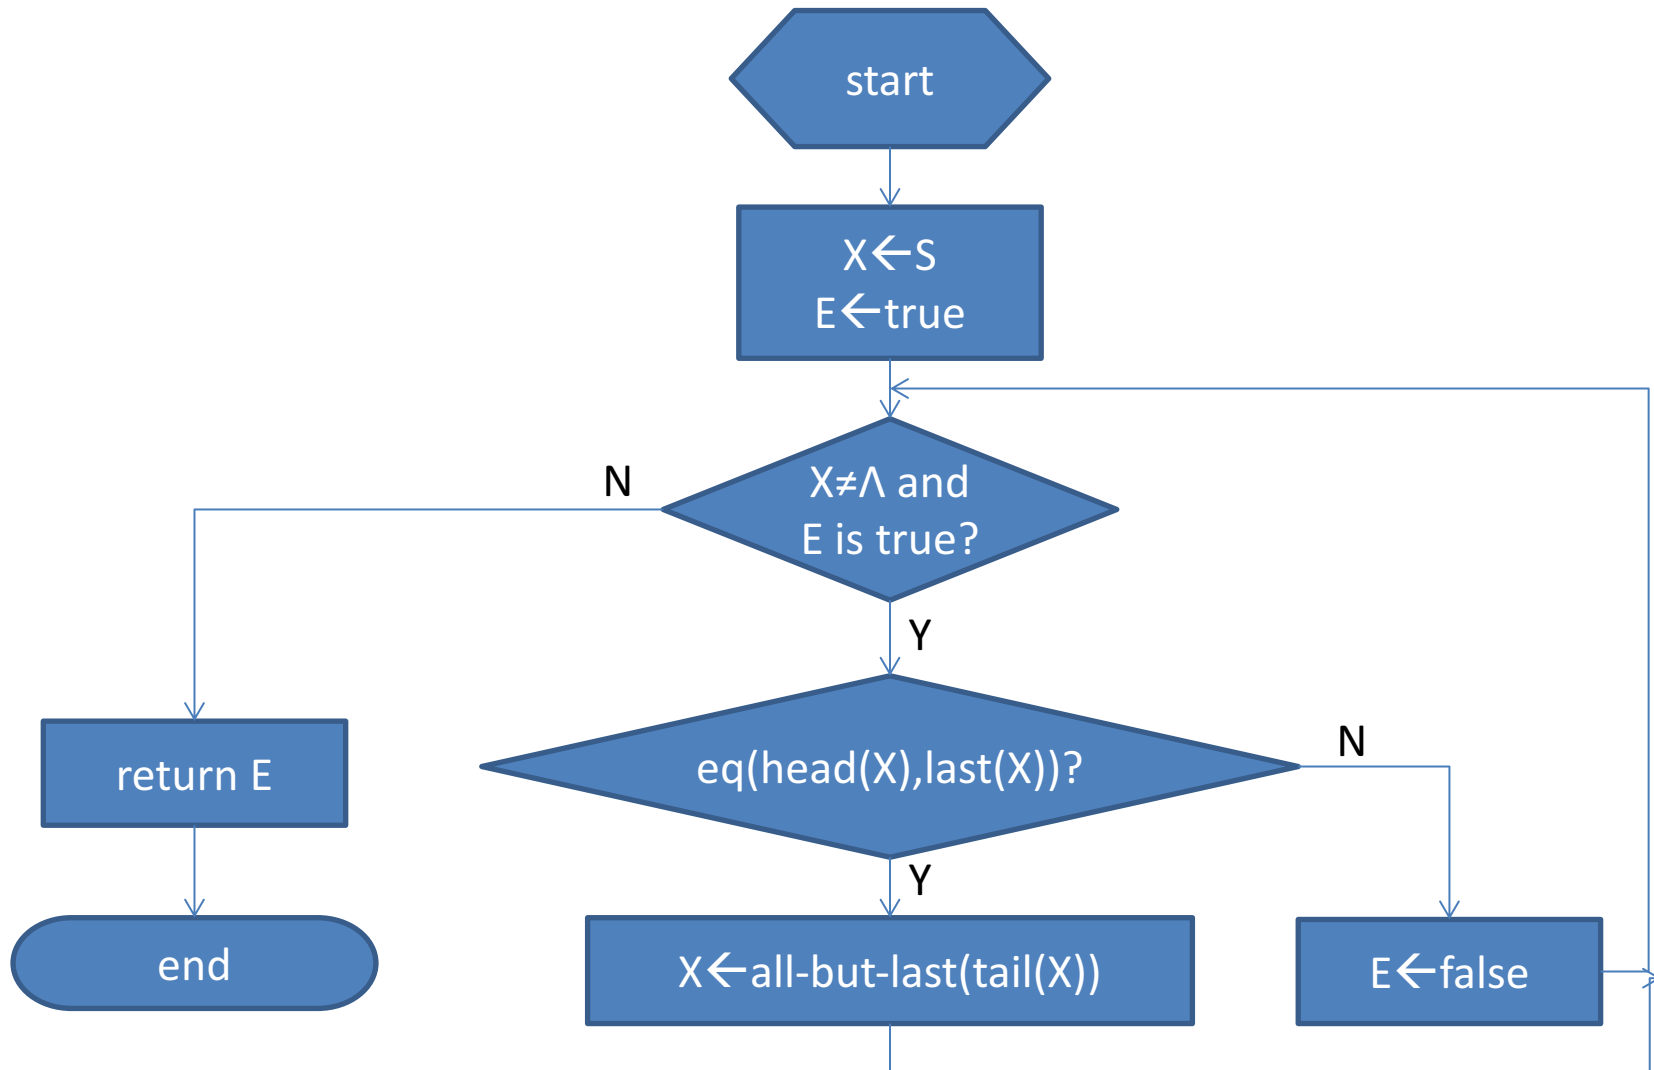 start
X←S
E←true
N
X≠Λ and
E is true?
Y
eq(head(X),last(X))?
N
return E
Y
end
X←all-but-last(tail(X))
E←false